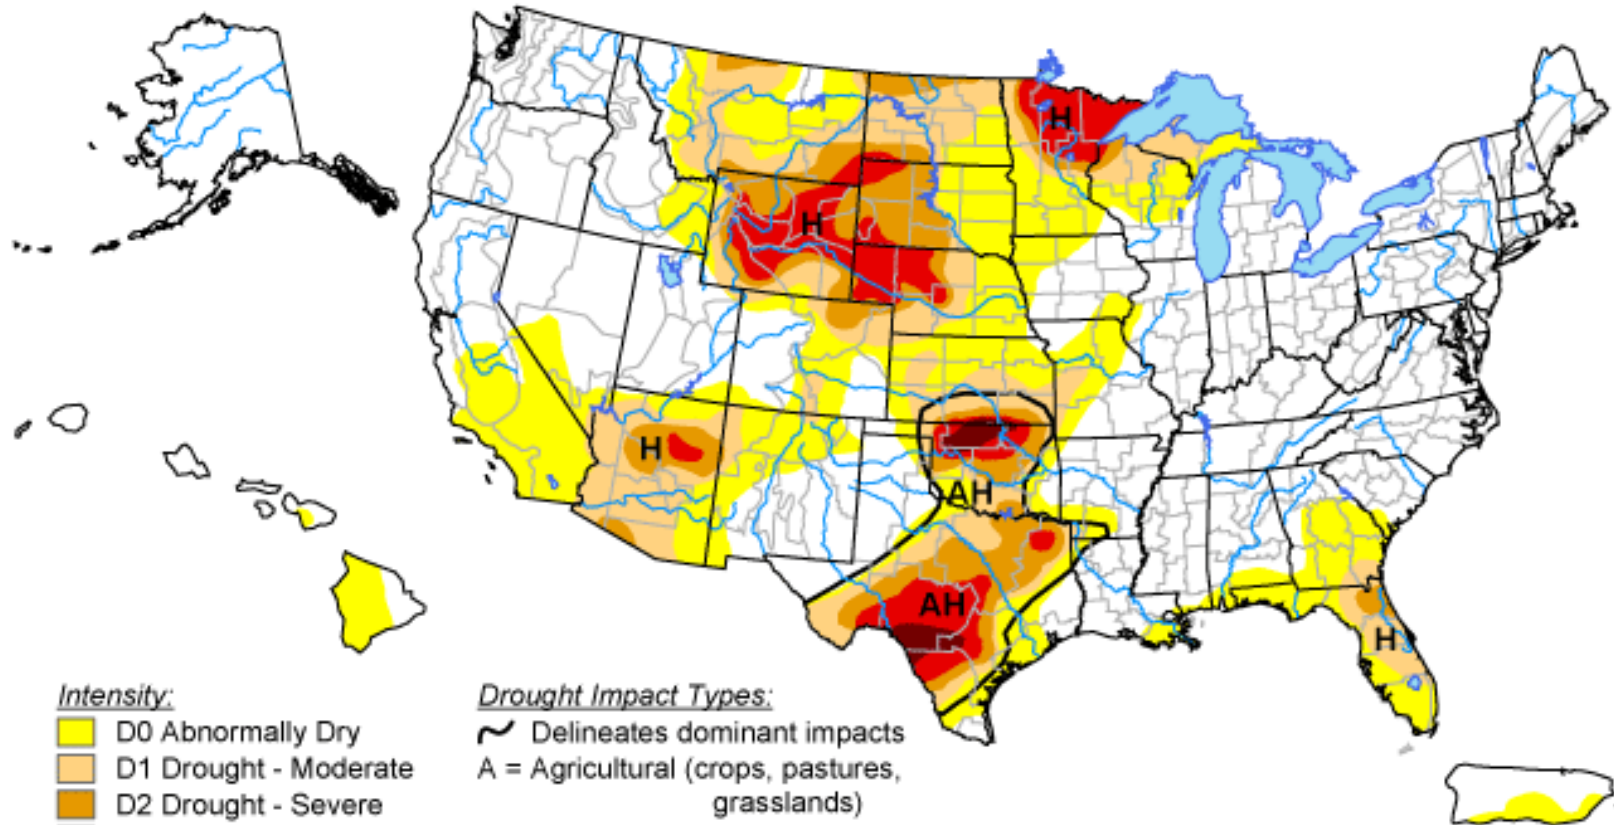 H
H
H
AH
AH
H
Intensity:
D0 Abnormally Dry
D1 Drought - Moderate
D2 Drought - Severe
Drought Impact Types:
Delineates dominant impacts
A = Agricultural (crops, pastures,
grasslands)